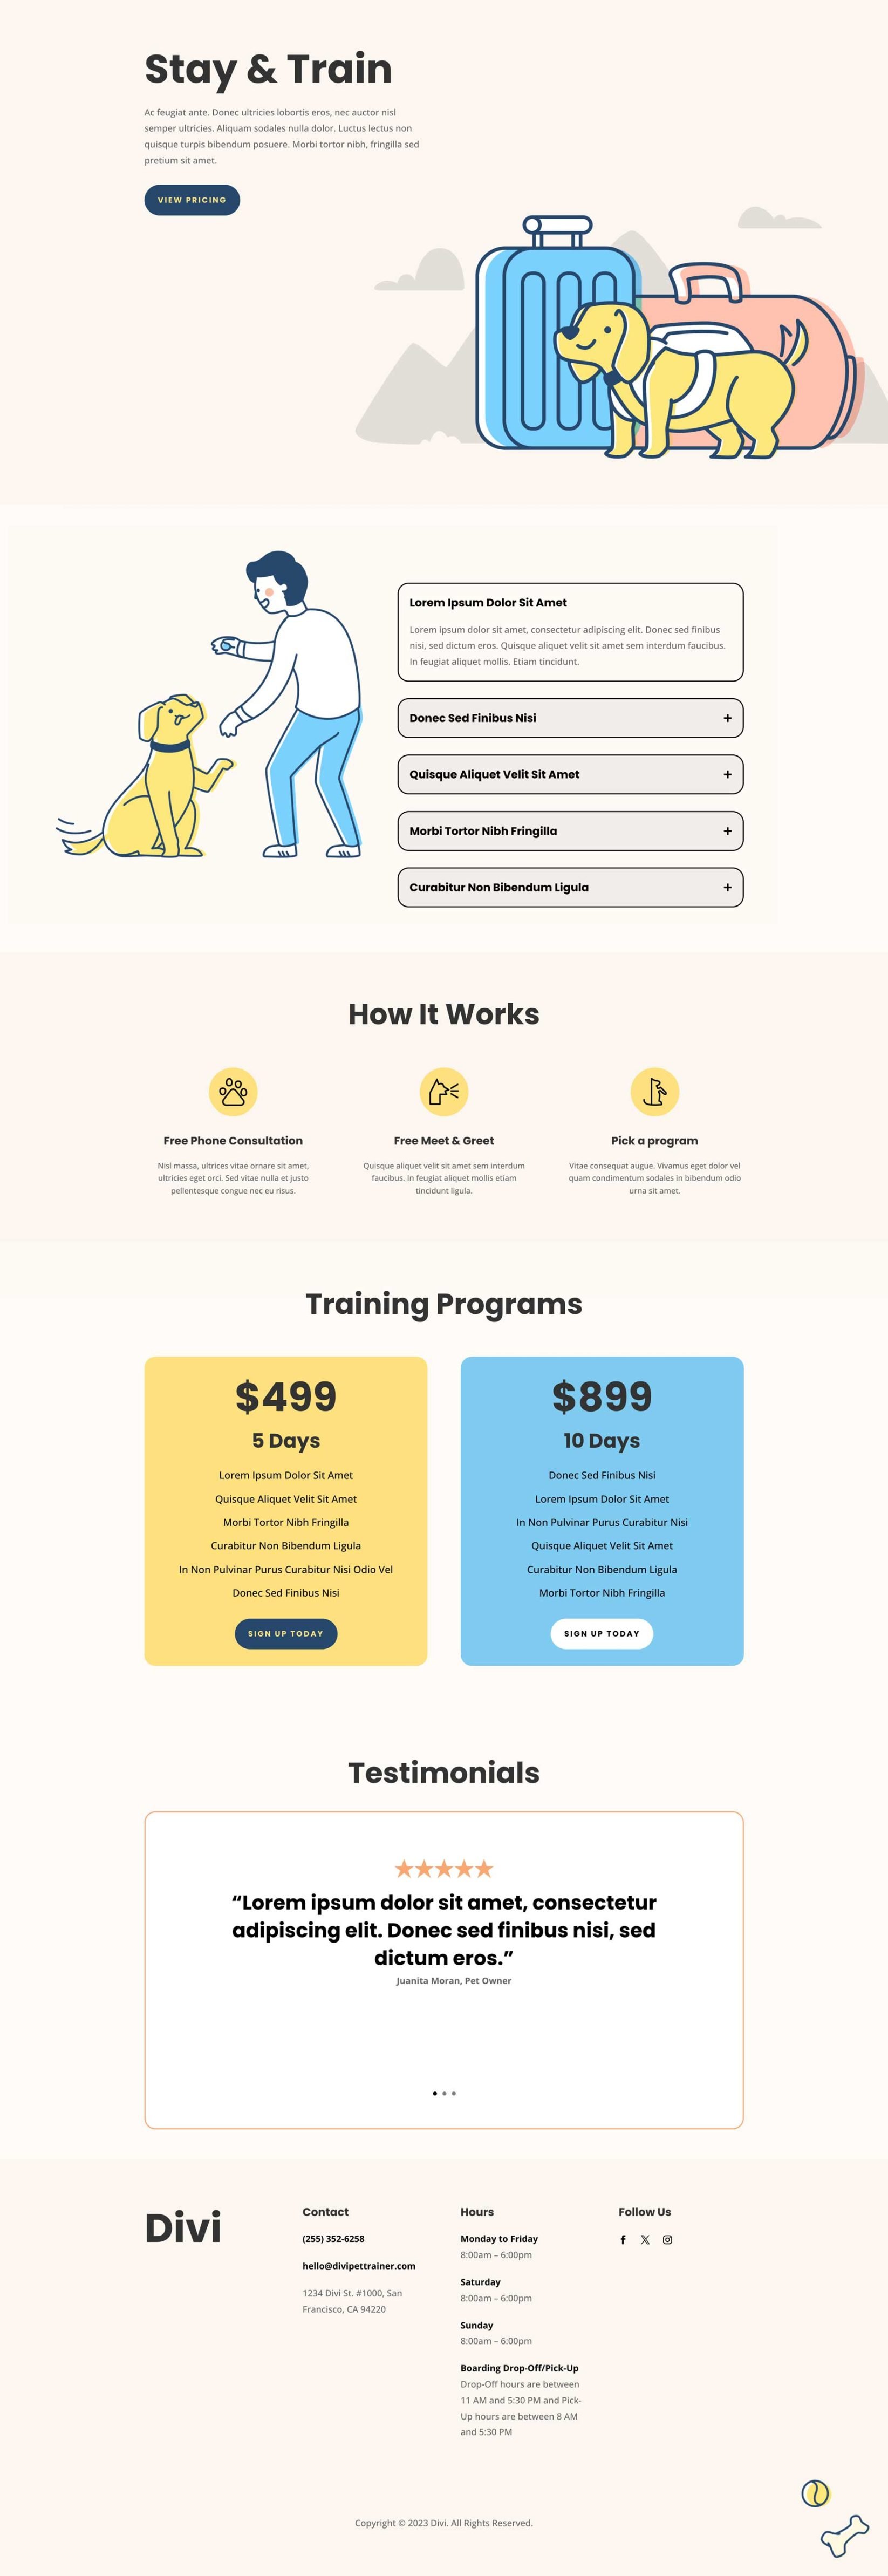 Stay & Train
Ac feugiat ante. Donec ultricies lobortis eros, nec auctor nisl
semper ultricies. Aliquam sodales nulla dolor. Luctus lectus non
quisque turpis bibendum posuere. Morbi tortor nibh, fringilla sed
pretium sit amet.
VIEW PRICING
Lorem Ipsum Dolor Sit Amet
Lorem ipsum dolor sit amet, consectetur adipiscing elit. Donec sed finibus
nisi, sed dictum eros. Quisque aliquet velit sit amet sem interdum faucibus.
In feugiat aliquet mollis. Etiam tincidunt.
Donec Sed Finibus Nisi
+
Quisque Aliquet Velit Sit Amet
+
Morbi Tortor Nibh Fringilla
+
Curabitur Non Bibendum Ligula
+
How It Works
Free Phone Consultation
Nisl massa, ultrices vitae ornare sit amet,
ultricies eget orci. Sed vitae nulla et justo
pellentesque congue nec eu risus.
Free Meet & Greet
Quisque aliquet velit sit amet sem interdum
faucibus. In feugiat aliquet mollis etiam
tincidunt ligula.
Pick a program
Vitae consequat augue. Vivamus eget dolor vel
quam condimentum sodales in bibendum odio
urna sit amet.
Training Programs
$499
5 Days
Lorem Ipsum Dolor Sit Amet
Quisque Aliquet Velit Sit Amet
Morbi Tortor Nibh Fringilla
Curabitur Non Bibendum Ligula
In Non Pulvinar Purus Curabitur Nisi Odio Vel
Donec Sed Finibus Nisi
SIGN UP TODAY
$899
10 Days
Donec Sed Finibus Nisi
Lorem Ipsum Dolor Sit Amet
In Non Pulvinar Purus Curabitur Nisi
Quisque Aliquet Velit Sit Amet
Curabitur Non Bibendum Ligula
Morbi Tortor Nibh Fringilla
SIGN UP TODAY
Testimonials
“Lorem ipsum dolor sit amet, consectetur
adipiscing elit. Donec sed finibus nisi, sed
dictum eros.”
Juanita Moran, Pet Owner
Divi
Contact
(255) 352-6258
hello@divipettrainer.com
1234 Divi St. #1000, San
Francisco, CA 94220
Hours
Monday to Friday
8:00am – 6:00pm
Saturday
8:00am – 6:00pm
Sunday
8:00am – 6:00pm
Boarding Drop-Off/Pick-Up
Drop-Off hours are between
11 AM and 5:30 PM and Pick-
Up hours are between 8 AM
and 5:30 PM
Follow Us
Copyright © 2023 Divi. All Rights Reserved.